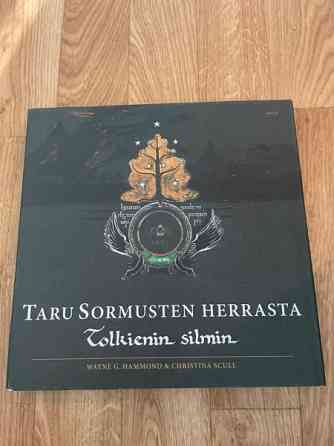 TARU SORMUSTEN HERRASTA
Tolkienin silmin
WAYNE G. HAMMOND & CHRISTINA SCULL